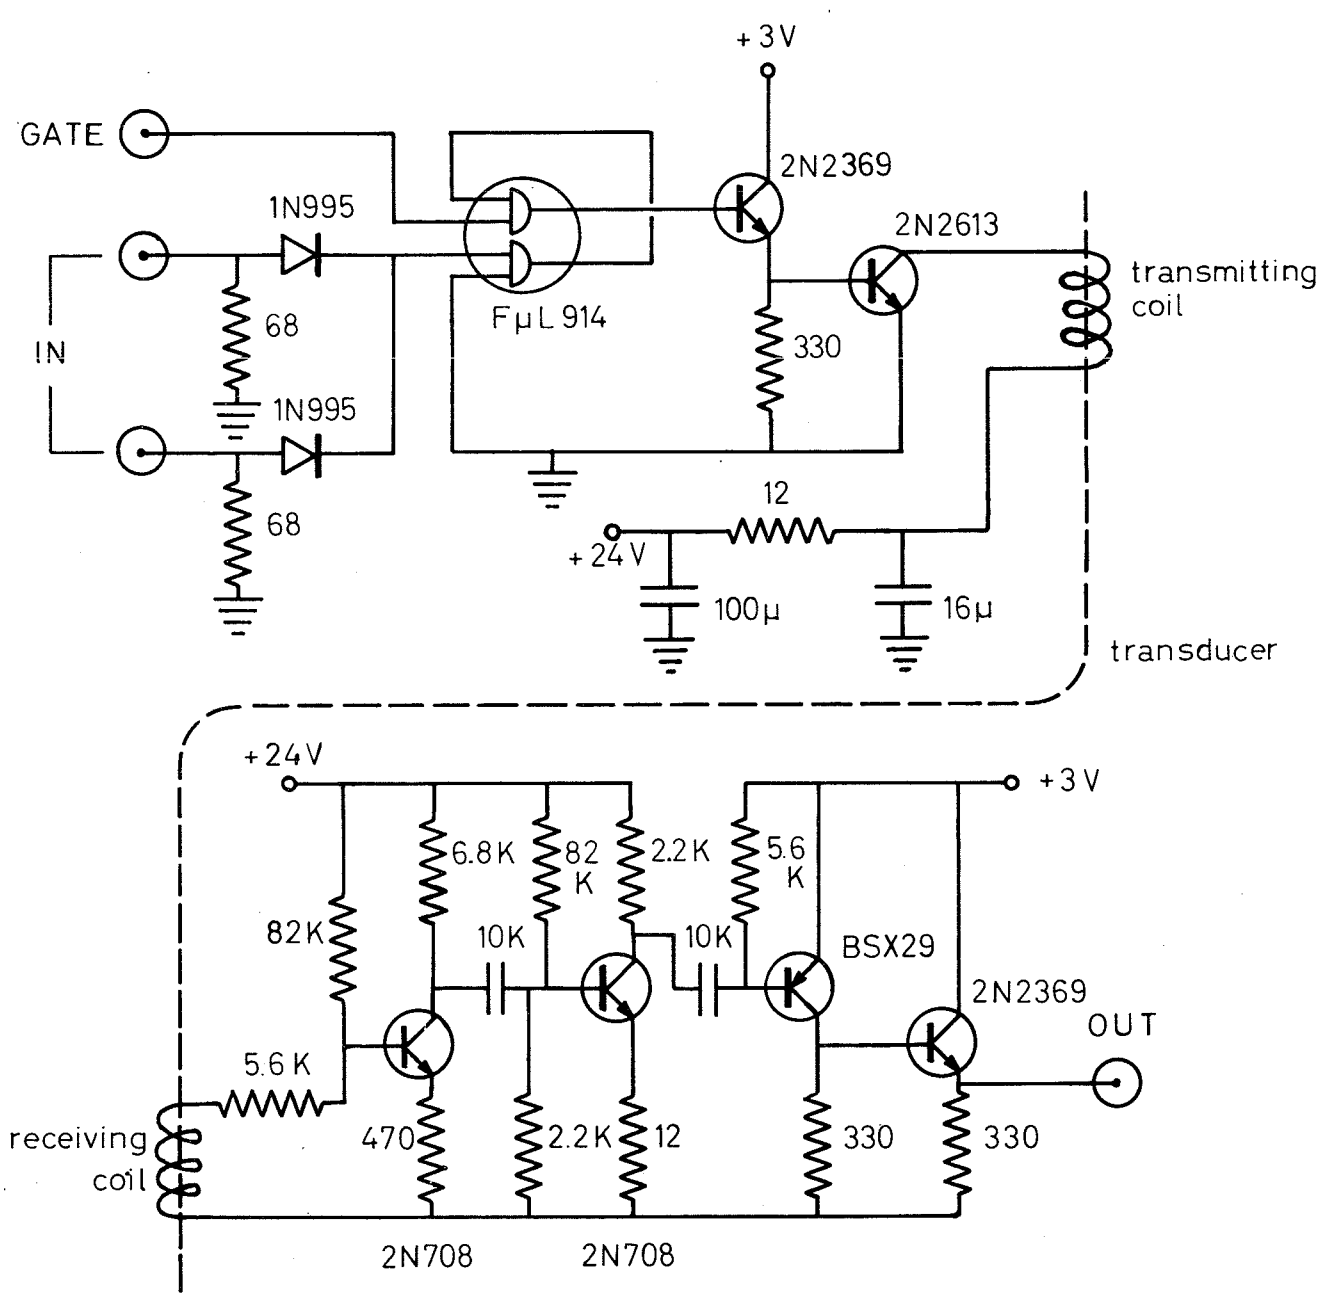 +3V
GATE
2N2369
1N995
2N2613
transmitting
coil
FμL914
68
IN
330
1N995
12
68
+24V
100μ
16μ
transducer
+24V
+3V
6.8K
82
K
2.2K
5.6
K
82K
10K
10K
BSX29
2N2369
OUT
5.6K
receiving
coil
470
2.2K
12
330
330
2N708
2N708